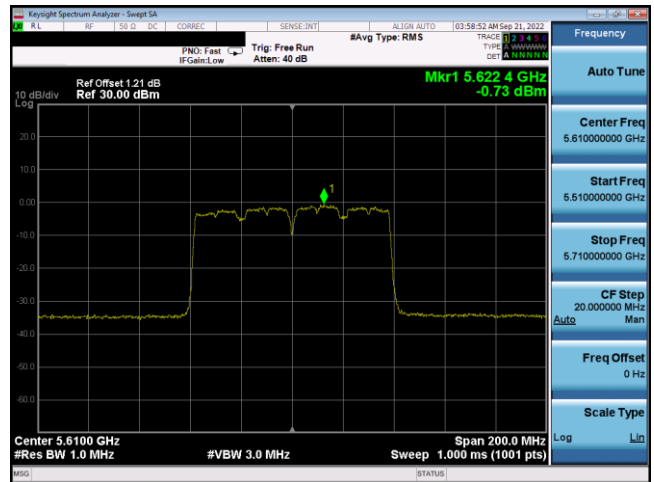 Keysight Spectrum Analyzer - Swept SA
RL RF 50 Ω DC CORREC SENSE:INT ALIGN AUTO 03:58:52 AM Sep 21, 2022
#Avg Type: RMS
TRACE 1 2 3 4 5 6
PNO: Fast Trig: Free Run TYPE A WWWWW
IFGain:Low Atten: 40 dB DET A N N N N N
Mkr1 5.622 4 GHz
-0.73 dBm
Ref Offset 1.21 dB
10 dB/div Ref 30.00 dBm
Log
20.0
10.0
0.00
-10.0
-20.0
-30.0
-40.0
-50.0
-60.0
1
Center 5.6100 GHz Span 200.0 MHz
#Res BW 1.0 MHz #VBW 3.0 MHz Sweep 1.000 ms (1001 pts)
MSG STATUS
Frequency
Auto Tune
Center Freq
5.610000000 GHz
Start Freq
5.510000000 GHz
Stop Freq
5.710000000 GHz
CF Step
20.000000 MHz
Auto Man
Freq Offset
0 Hz
Scale Type
Log Lin